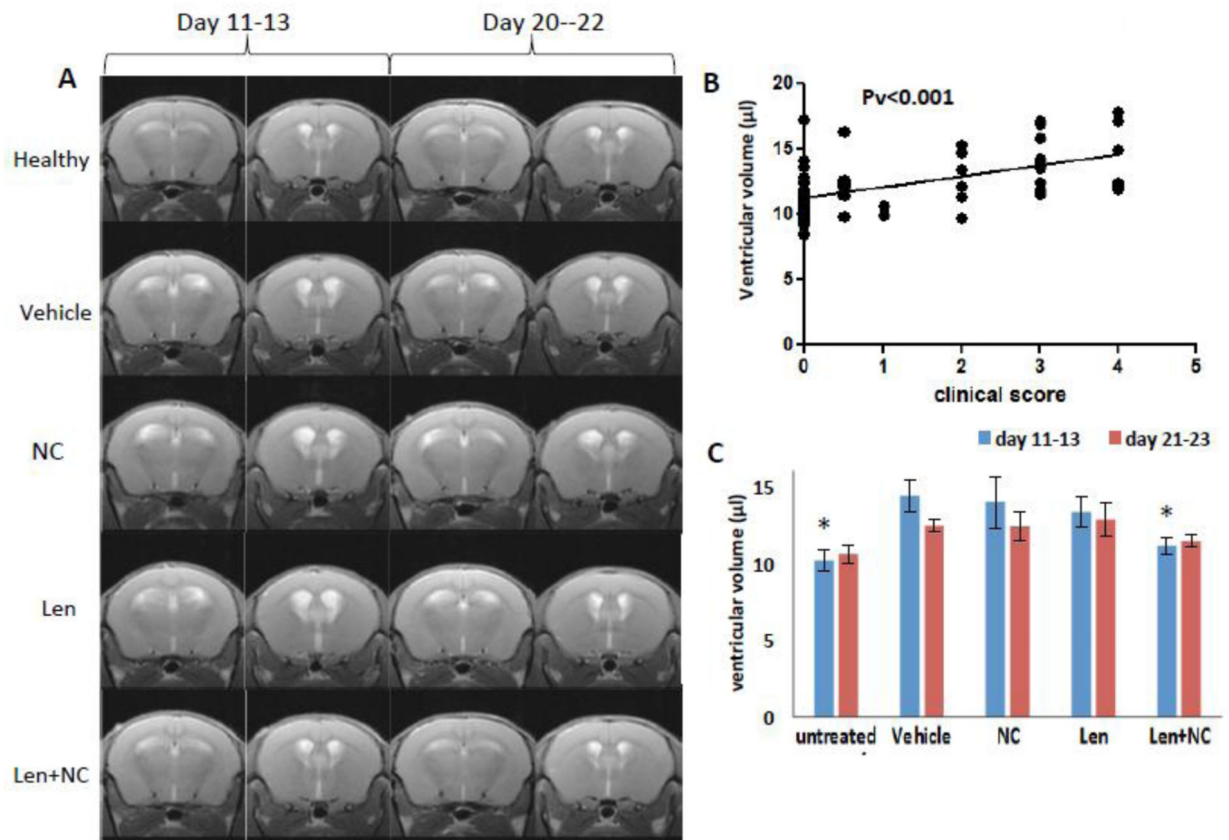 Day 11-13
Day 20--22
A
Healthy
Vehicle
NC
Len
Len+NC
B
Pv<0.001
Ventricular volume (μl)
20
15
10
5
0
0 1 2 3 4 5
clinical score
day 11-13 day 21-23
C
ventricular volume (μl)
15
10
5
0
* *
untreated Vehicle NC Len Len+NC